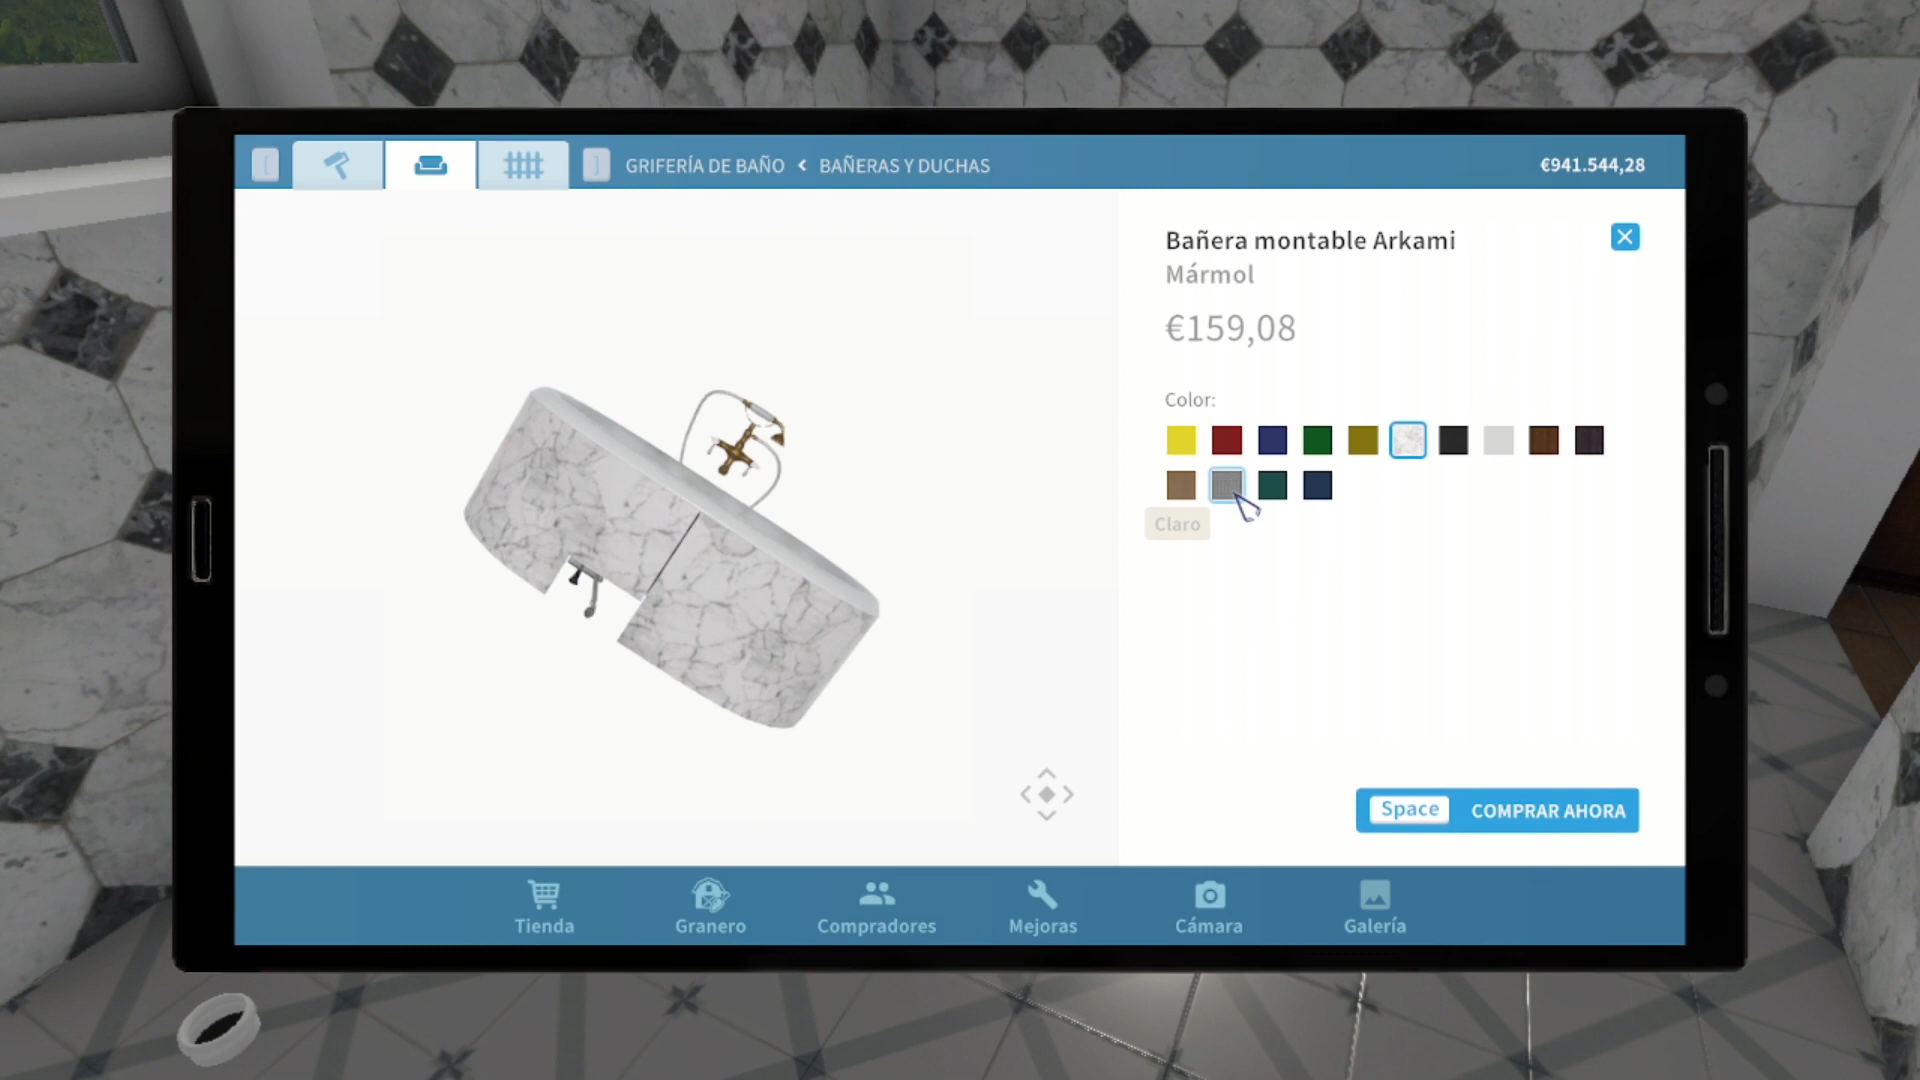 GRIFERÍA DE BAÑO < BAÑERAS Y DUCHAS
€941.544,28
Bañera montable Arkami
Mármol
€159,08
Color:
Claro
Space COMPRAR AHORA
Tienda
Granero
Compradores
Mejoras
Cámara
Galería